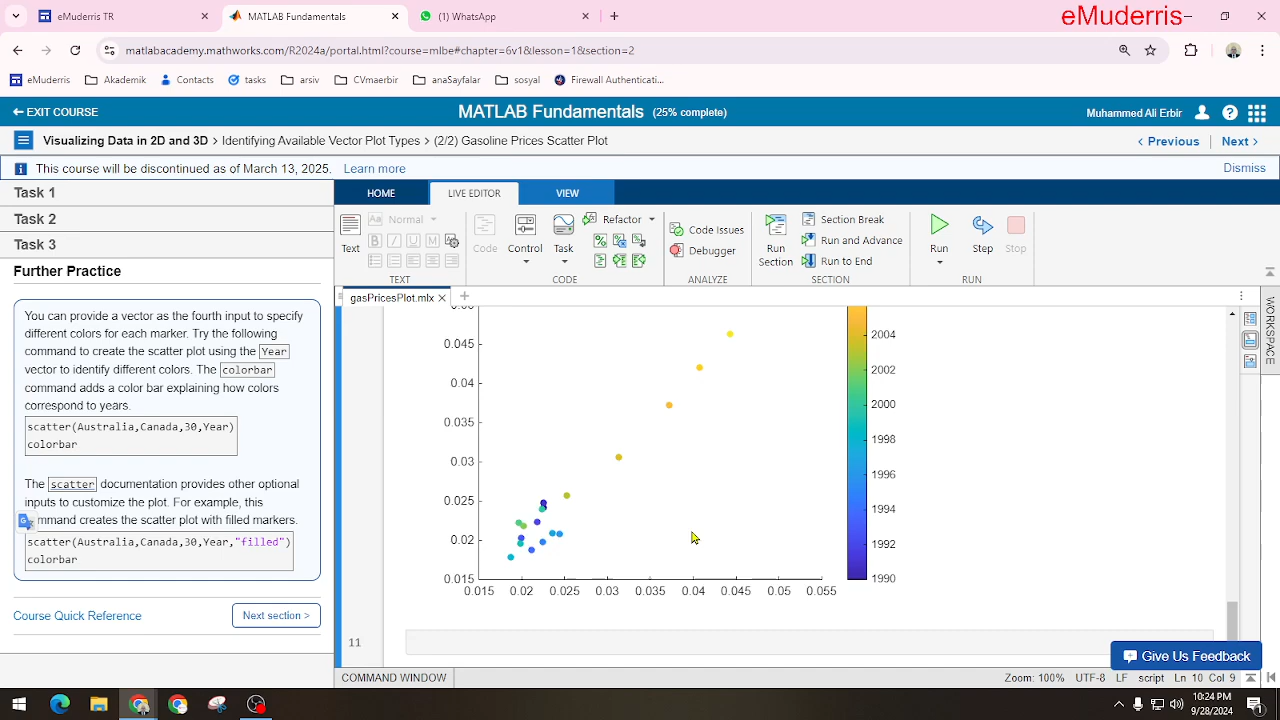 eMuderris TR
MATLAB Fundamentals
(1) WhatsApp
eMuderris
matlabacademy.mathworks.com/R2024a/portal.html?course=mlbe#chapter=6v1&lesson=1&section=2
eMuderris
Akademik
Contacts
tasks
arsiv
CVmaerbir
anaSayfalar
sosyal
Firewall Authenticati...
EXIT COURSE
MATLAB Fundamentals (25% complete)
Muhammed Ali Erbir
Visualizing Data in 2D and 3D > Identifying Available Vector Plot Types > (2/2) Gasoline Prices Scatter Plot
< Previous
Next >
This course will be discontinued as of March 13, 2025. Learn more
Dismiss
Task 1
Task 2
Task 3
Further Practice
You can provide a vector as the fourth input to specify
different colors for each marker. Try the following
command to create the scatter plot using the Year
vector to identify different colors. The colorbar
command adds a color bar explaining how colors
correspond to years.
scatter(Australia,Canada,30,Year)
colorbar
The scatter documentation provides other optional
inputs to customize the plot. For example, this
mmand creates the scatter plot with filled markers.
scatter(Australia,Canada,30,Year,"filled")
colorbar
Course Quick Reference
Next section >
HOME
LIVE EDITOR
VIEW
Text
Aa Normal
B I U M
TEXT
Code
Control
Task
Refactor
CODE
Code Issues
Debugger
ANALYZE
Run
Section
Section Break
Run and Advance
Run to End
SECTION
Run
Step
Stop
RUN
gasPricesPlot.mlx
WORKSPACE
0.045
0.04
0.035
0.03
0.025
0.02
0.015
0.015 0.02 0.025 0.03 0.035 0.04 0.045 0.05 0.055
2004
2002
2000
1998
1996
1994
1992
1990
11
Give Us Feedback
COMMAND WINDOW
Zoom: 100% UTF-8 LF script Ln 10 Col 9
10:24 PM
9/28/2024